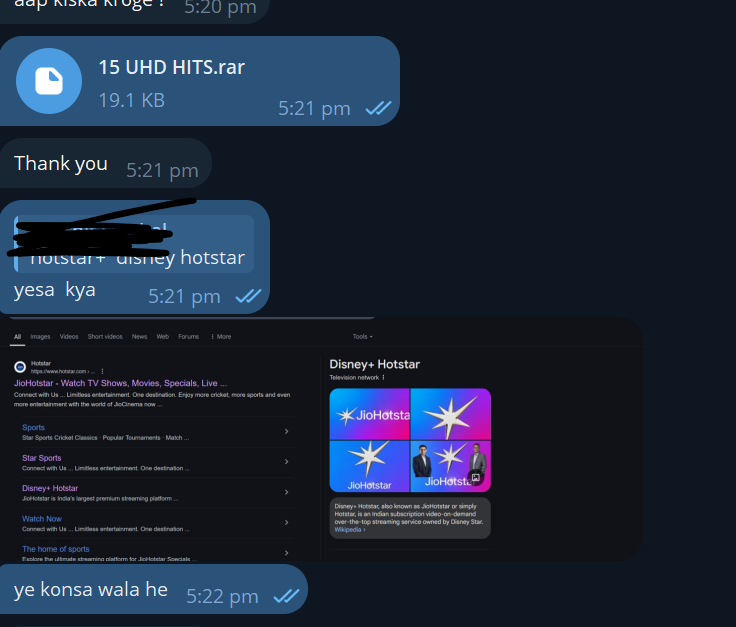 aap kiska kroge ! 5:20 pm
15 UHD HITS.rar
19.1 KB 5:21 pm
Thank you 5:21 pm
hotstar+ disney hotstar
yesa kya 5:21 pm
All Images Videos Short videos News Web Forums More Tools
Hotstar
https://www.hotstar.com › ...
JioHotstar - Watch TV Shows, Movies, Specials, Live ...
Connect with Us ... Limitless entertainment. One destination. Enjoy more cricket, more sports and even
more entertainment with the world of JioCinema now ...
Sports
Star Sports Cricket Classics · Popular Tournaments · Match ...
Star Sports
Connect with Us ... Limitless entertainment. One destination ...
Disney+ Hotstar
JioHotstar is India's largest premium streaming platform ...
Watch Now
Connect with Us ... Limitless entertainment. One destination ...
The home of sports
Explore the ultimate streaming platform for JioHotstar Specials ...
Disney+ Hotstar
Television network
JioHotsta
JioHotstar
JioHotsta
Disney+ Hotstar, also known as JioHotstar or simply
Hotstar, is an Indian subscription video-on-demand
over-the-top streaming service owned by Disney Star.
Wikipedia ›
ye konsa wala he 5:22 pm